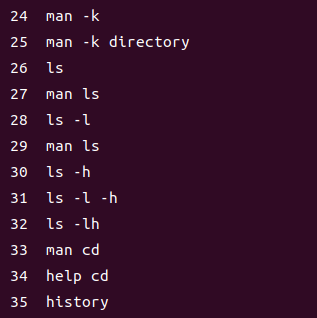 24 man -k
25 man -k directory
26 ls
27 man ls
28 ls -l
29 man ls
30 ls -h
31 ls -l -h
32 ls -lh
33 man cd
34 help cd
35 history